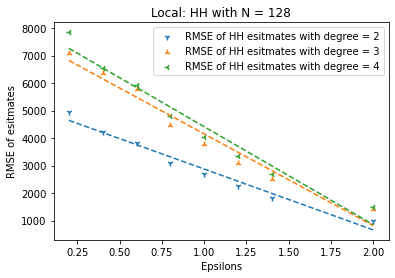 Local: HH with N = 128
RMSE of HH esitmates with degree = 2
RMSE of HH esitmates with degree = 3
RMSE of HH esitmates with degree = 4
RMSE of esitmates
8000
7000
6000
5000
4000
3000
2000
1000
0.25 0.50 0.75 1.00 1.25 1.50 1.75 2.00
Epsilons